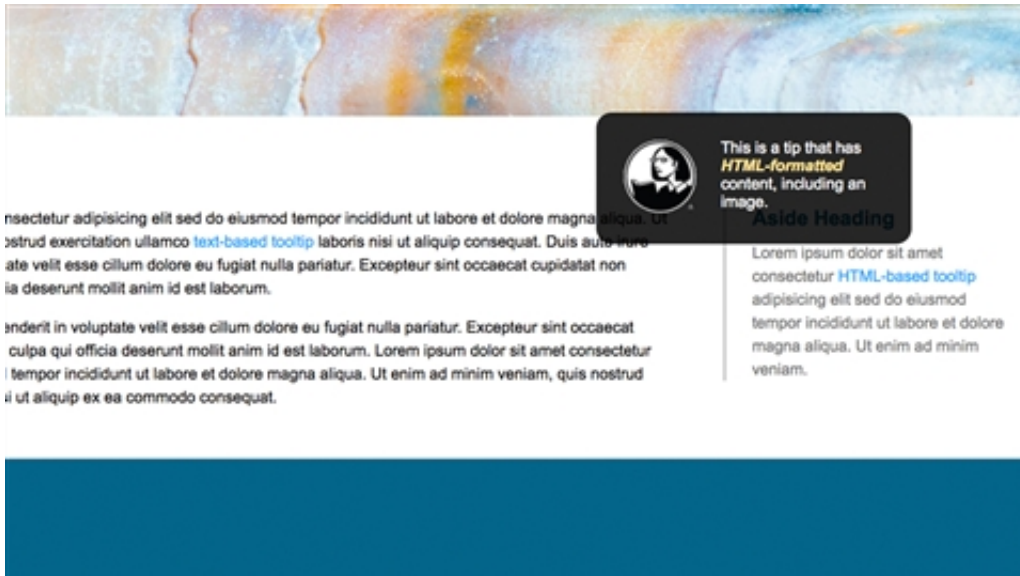 This is a tip that has
HTML-formatted
content, including an
image.
nsectetur adipisicing elit sed do eiusmod tempor incididunt ut labore et dolore magna aliqua. Ut
ostrud exercitation ullamco text-based tooltip laboris nisi ut aliquip consequat. Duis aute irure
ate velit esse cillum dolore eu fugiat nulla pariatur. Excepteur sint occaecat cupidatat non
ia deserunt mollit anim id est laborum.
enderit in voluptate velit esse cillum dolore eu fugiat nulla pariatur. Excepteur sint occaecat
culpa qui officia deserunt mollit anim id est laborum. Lorem ipsum dolor sit amet consectetur
tempor incididunt ut labore et dolore magna aliqua. Ut enim ad minim veniam, quis nostrud
si ut aliquip ex ea commodo consequat.
Aside Heading
Lorem ipsum dolor sit amet
consectetur HTML-based tooltip
adipisicing elit sed do eiusmod
tempor incididunt ut labore et dolore
magna aliqua. Ut enim ad minim
veniam.